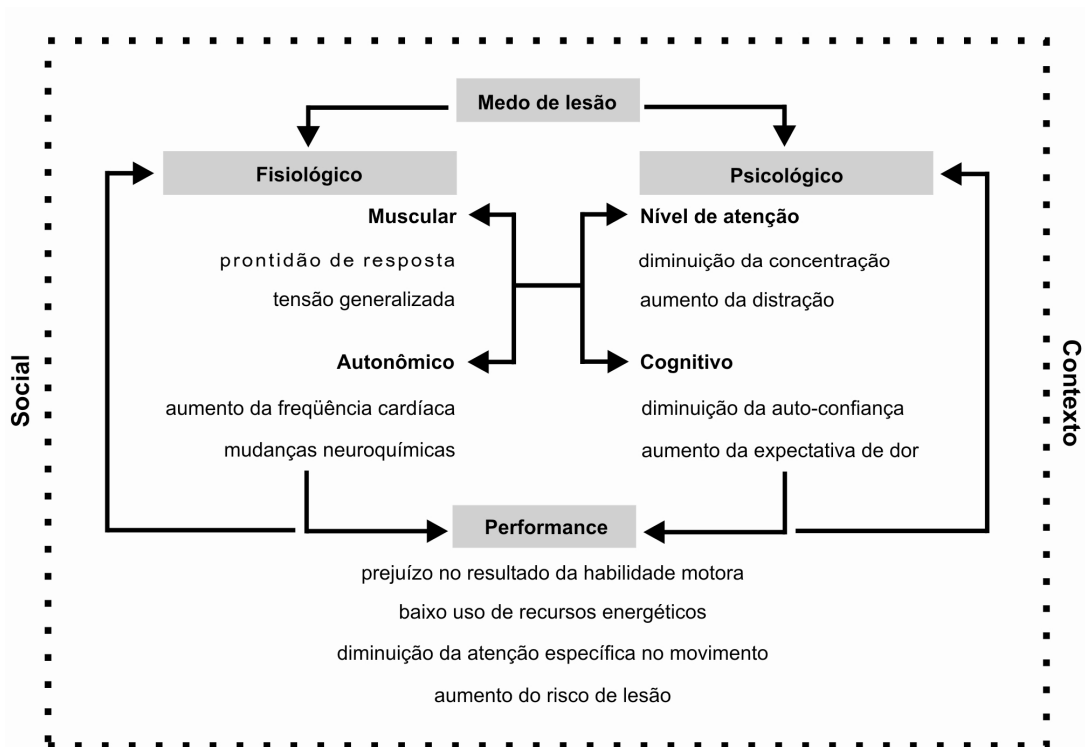 Medo de lesão
Fisiológico
Psicológico
Muscular
Nível de atenção
prontidão de resposta
diminuição da concentração
tensão generalizada
aumento da distração
Autonômico
Cognitivo
aumento da freqüência cardíaca
diminuição da auto-confiança
mudanças neuroquímicas
aumento da expectativa de dor
Social
Contexto
Performance
prejuízo no resultado da habilidade motora
baixo uso de recursos energéticos
diminuição da atenção específica no movimento
aumento do risco de lesão